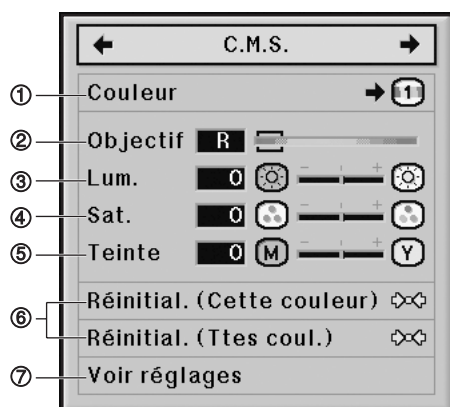 C.M.S.
① Couleur 1
② Objectif R
③ Lum. 0 - +
④ Sat. 0 - +
⑤ Teinte 0 M - + Y
⑥ Réinitial. (Cette couleur)
Réinitial. (Ttes coul.)
⑦ Voir réglages